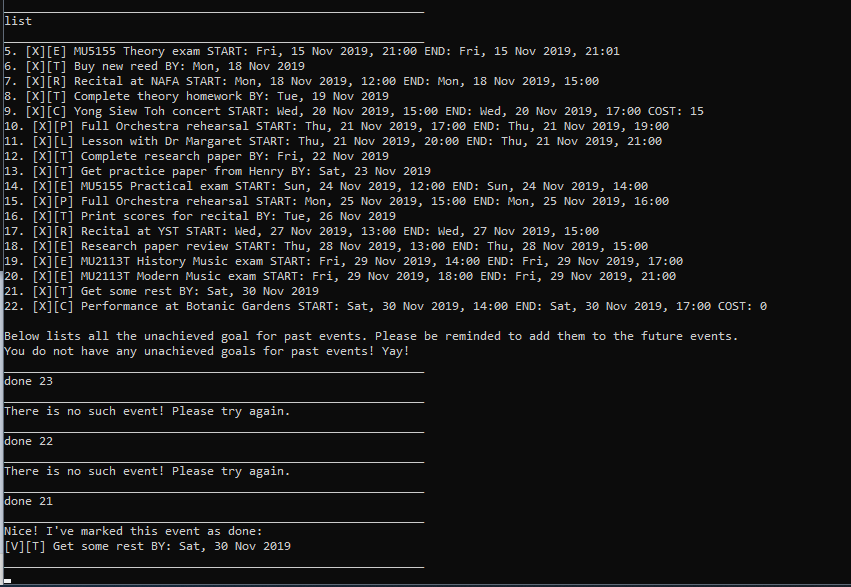 list
5. [X][E] MU5155 Theory exam START: Fri, 15 Nov 2019, 21:00 END: Fri, 15 Nov 2019, 21:01
6. [X][T] Buy new reed BY: Mon, 18 Nov 2019
7. [X][R] Recital at NAFA START: Mon, 18 Nov 2019, 12:00 END: Mon, 18 Nov 2019, 15:00
8. [X][T] Complete theory homework BY: Tue, 19 Nov 2019
9. [X][C] Yong Siew Toh concert START: Wed, 20 Nov 2019, 15:00 END: Wed, 20 Nov 2019, 17:00 COST: 15
10. [X][P] Full Orchestra rehearsal START: Thu, 21 Nov 2019, 17:00 END: Thu, 21 Nov 2019, 19:00
11. [X][L] Lesson with Dr Margaret START: Thu, 21 Nov 2019, 20:00 END: Thu, 21 Nov 2019, 21:00
12. [X][T] Complete research paper BY: Fri, 22 Nov 2019
13. [X][T] Get practice paper from Henry BY: Sat, 23 Nov 2019
14. [X][E] MU5155 Practical exam START: Sun, 24 Nov 2019, 12:00 END: Sun, 24 Nov 2019, 14:00
15. [X][P] Full Orchestra rehearsal START: Mon, 25 Nov 2019, 15:00 END: Mon, 25 Nov 2019, 16:00
16. [X][T] Print scores for recital BY: Tue, 26 Nov 2019
17. [X][R] Recital at YST START: Wed, 27 Nov 2019, 13:00 END: Wed, 27 Nov 2019, 15:00
18. [X][E] Research paper review START: Thu, 28 Nov 2019, 13:00 END: Thu, 28 Nov 2019, 15:00
19. [X][E] MU2113T History Music exam START: Fri, 29 Nov 2019, 14:00 END: Fri, 29 Nov 2019, 17:00
20. [X][E] MU2113T Modern Music exam START: Fri, 29 Nov 2019, 18:00 END: Fri, 29 Nov 2019, 21:00
21. [X][T] Get some rest BY: Sat, 30 Nov 2019
22. [X][C] Performance at Botanic Gardens START: Sat, 30 Nov 2019, 14:00 END: Sat, 30 Nov 2019, 17:00 COST: 0
Below lists all the unachieved goal for past events. Please be reminded to add them to the future events.
You do not have any unachieved goals for past events! Yay!
done 23
There is no such event! Please try again.
done 22
There is no such event! Please try again.
done 21
Nice! I've marked this event as done:
[V][T] Get some rest BY: Sat, 30 Nov 2019